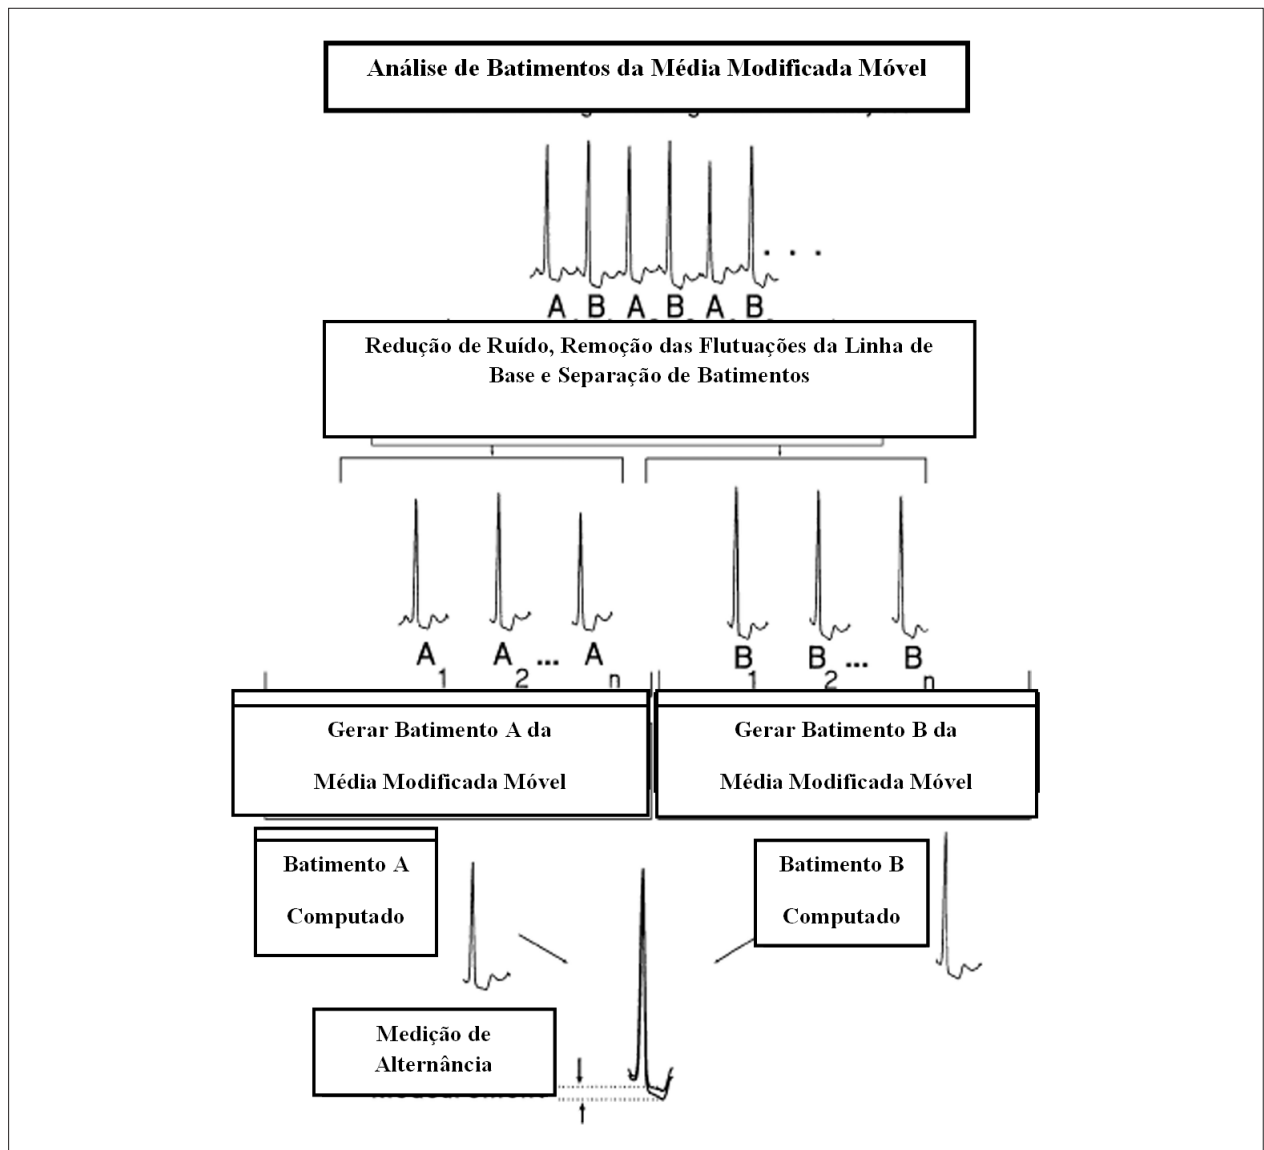 Análise de Batimentos da Média Modificada Móvel
A B A B A B
Redução de Ruído, Remoção das Flutuações da Linha de
Base e Separação de Batimentos
A1 A2 ... An
B1 B2 ... Bn
Gerar Batimento A da
Média Modificada Móvel
Gerar Batimento B da
Média Modificada Móvel
Batimento A
Computado
Batimento B
Computado
Medição de
Alternância